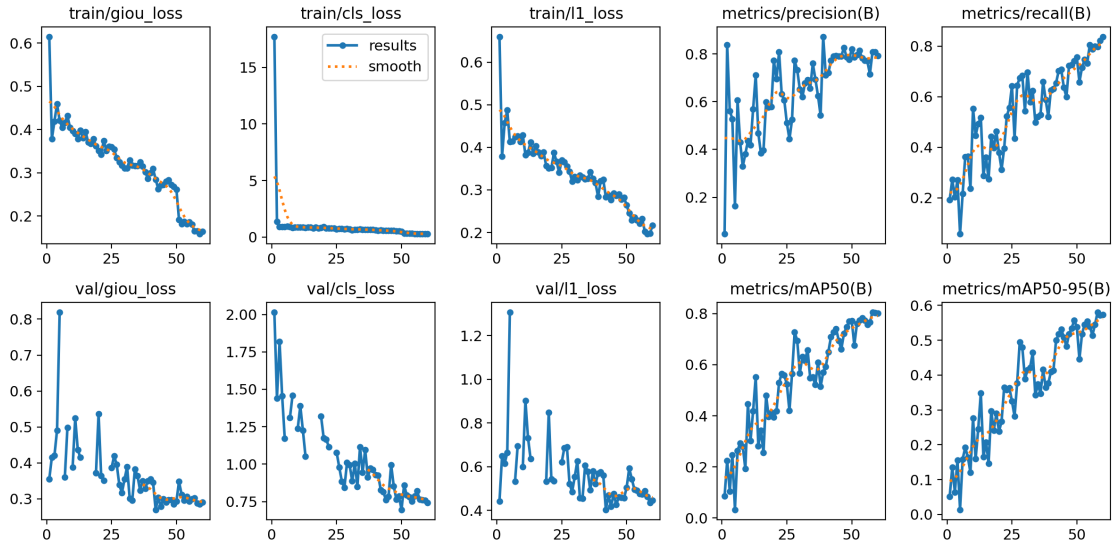 train/giou_loss
0.6
0.5
0.4
0.3
0.2
0 25 50
train/cls_loss
results
smooth
15
10
5
0
0 25 50
train/l1_loss
0.6
0.5
0.4
0.3
0.2
0 25 50
metrics/precision(B)
0.8
0.6
0.4
0.2
0 25 50
metrics/recall(B)
0.8
0.6
0.4
0.2
0 25 50
val/giou_loss
0.8
0.7
0.6
0.5
0.4
0.3
0 25 50
val/cls_loss
2.00
1.75
1.50
1.25
1.00
0.75
0 25 50
val/l1_loss
1.2
1.0
0.8
0.6
0.4
0 25 50
metrics/mAP50(B)
0.8
0.6
0.4
0.2
0.0
0 25 50
metrics/mAP50-95(B)
0.6
0.5
0.4
0.3
0.2
0.1
0.0
0 25 50